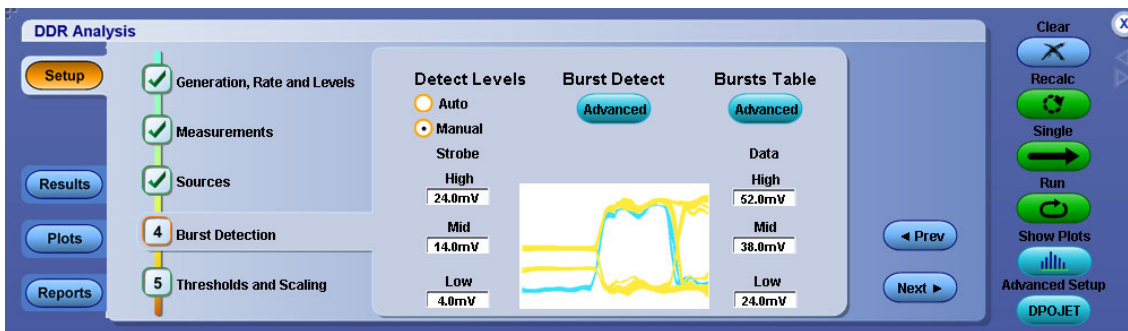 DDR Analysis
Setup
Results
Plots
Reports
Generation, Rate and Levels
Measurements
Sources
4 Burst Detection
5 Thresholds and Scaling
Detect Levels
Auto
Manual
Burst Detect
Advanced
Bursts Table
Advanced
Strobe
High
24.0mV
Mid
14.0mV
Low
4.0mV
Data
High
52.0mV
Mid
38.0mV
Low
24.0mV
◄ Prev
Next ►
Clear
X
Recalc
Single
Run
Show Plots
Advanced Setup
DPOJET